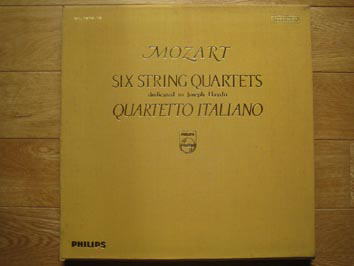 MOZART
SIX STRING QUARTETS
dedicated to Joseph Haydn
QUARTETTO ITALIANO
PHILIPS
PHILIPS